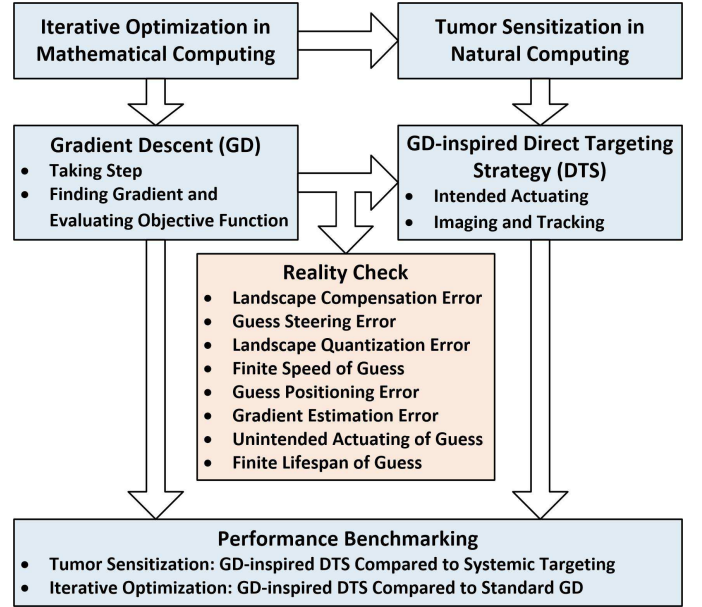 Iterative Optimization in
Mathematical Computing
Tumor Sensitization in
Natural Computing
Gradient Descent (GD)
• Taking Step
• Finding Gradient and
Evaluating Objective Function
GD-inspired Direct Targeting
Strategy (DTS)
• Intended Actuating
• Imaging and Tracking
Reality Check
• Landscape Compensation Error
• Guess Steering Error
• Landscape Quantization Error
• Finite Speed of Guess
• Guess Positioning Error
• Gradient Estimation Error
• Unintended Actuating of Guess
• Finite Lifespan of Guess
Performance Benchmarking
• Tumor Sensitization: GD-inspired DTS Compared to Systemic Targeting
• Iterative Optimization: GD-inspired DTS Compared to Standard GD